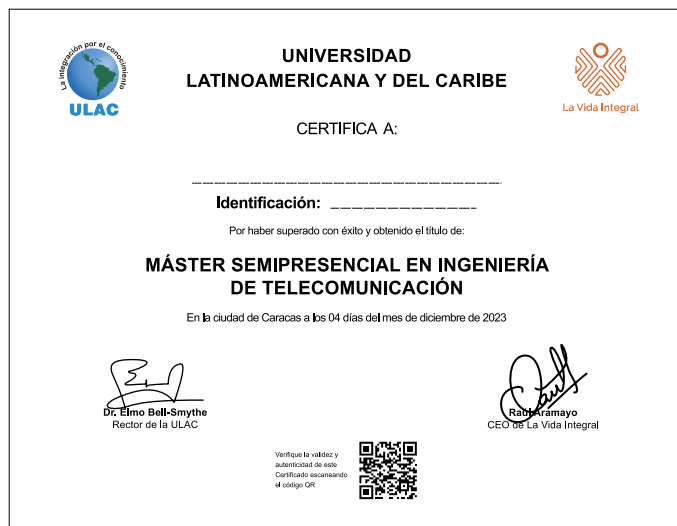 La integración por el conocimiento
ULAC
UNIVERSIDAD
LATINOAMERICANA Y DEL CARIBE
La Vida Integral
CERTIFICA A:
Identificación:
Por haber superado con éxito y obtenido el título de:
MÁSTER SEMIPRESENCIAL EN INGENIERÍA
DE TELECOMUNICACIÓN
En la ciudad de Caracas a los 04 días del mes de diciembre de 2023
Dr. Elmo Bell-Smythe
Rector de la ULAC
Raúl Aramayo
CEO de La Vida Integral
Verifique la validez y
autenticidad de este
Certificado escaneando
el código QR